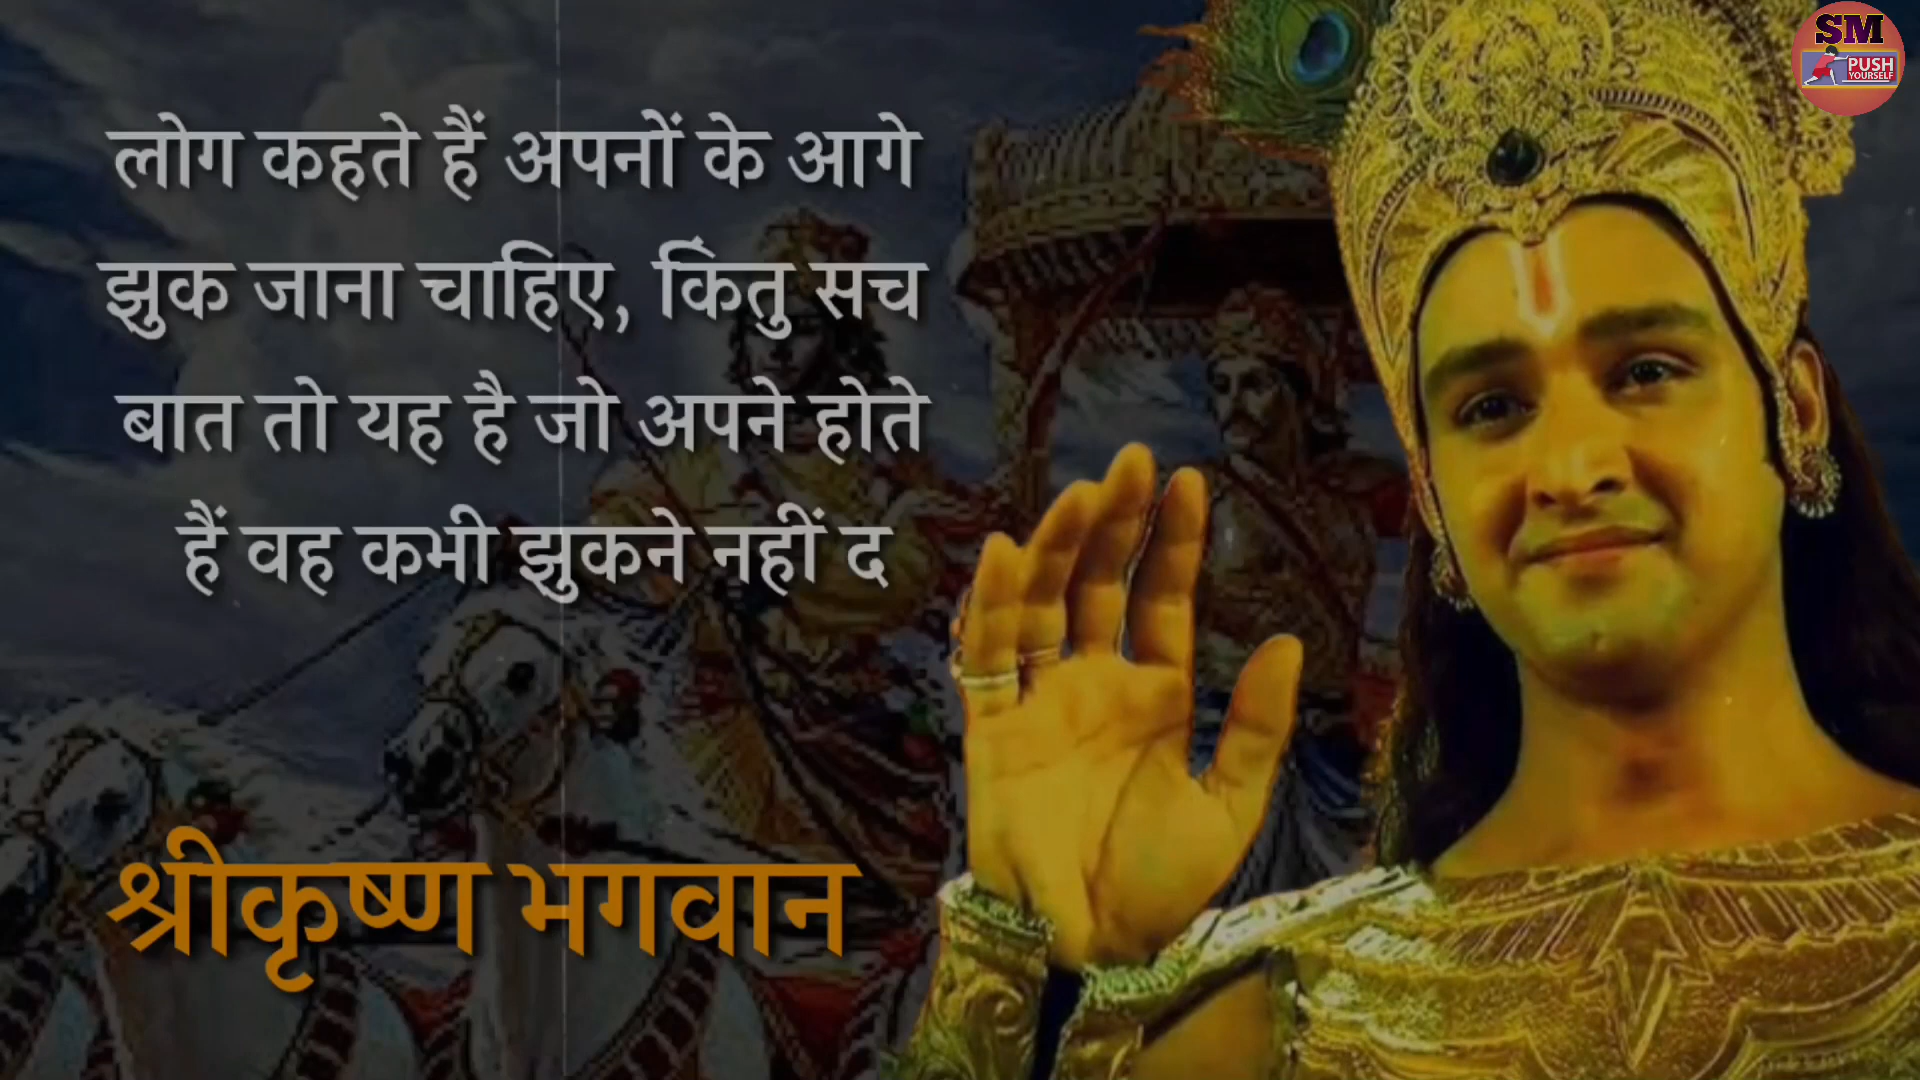 लोग कहते हैं अपनों के आगे
झुक जाना चाहिए, किंतु सच
बात तो यह है जो अपने होते
हैं वह कभी झुकने नहीं द
श्रीकृष्ण भगवान
SM
PUSH
YOURSELF